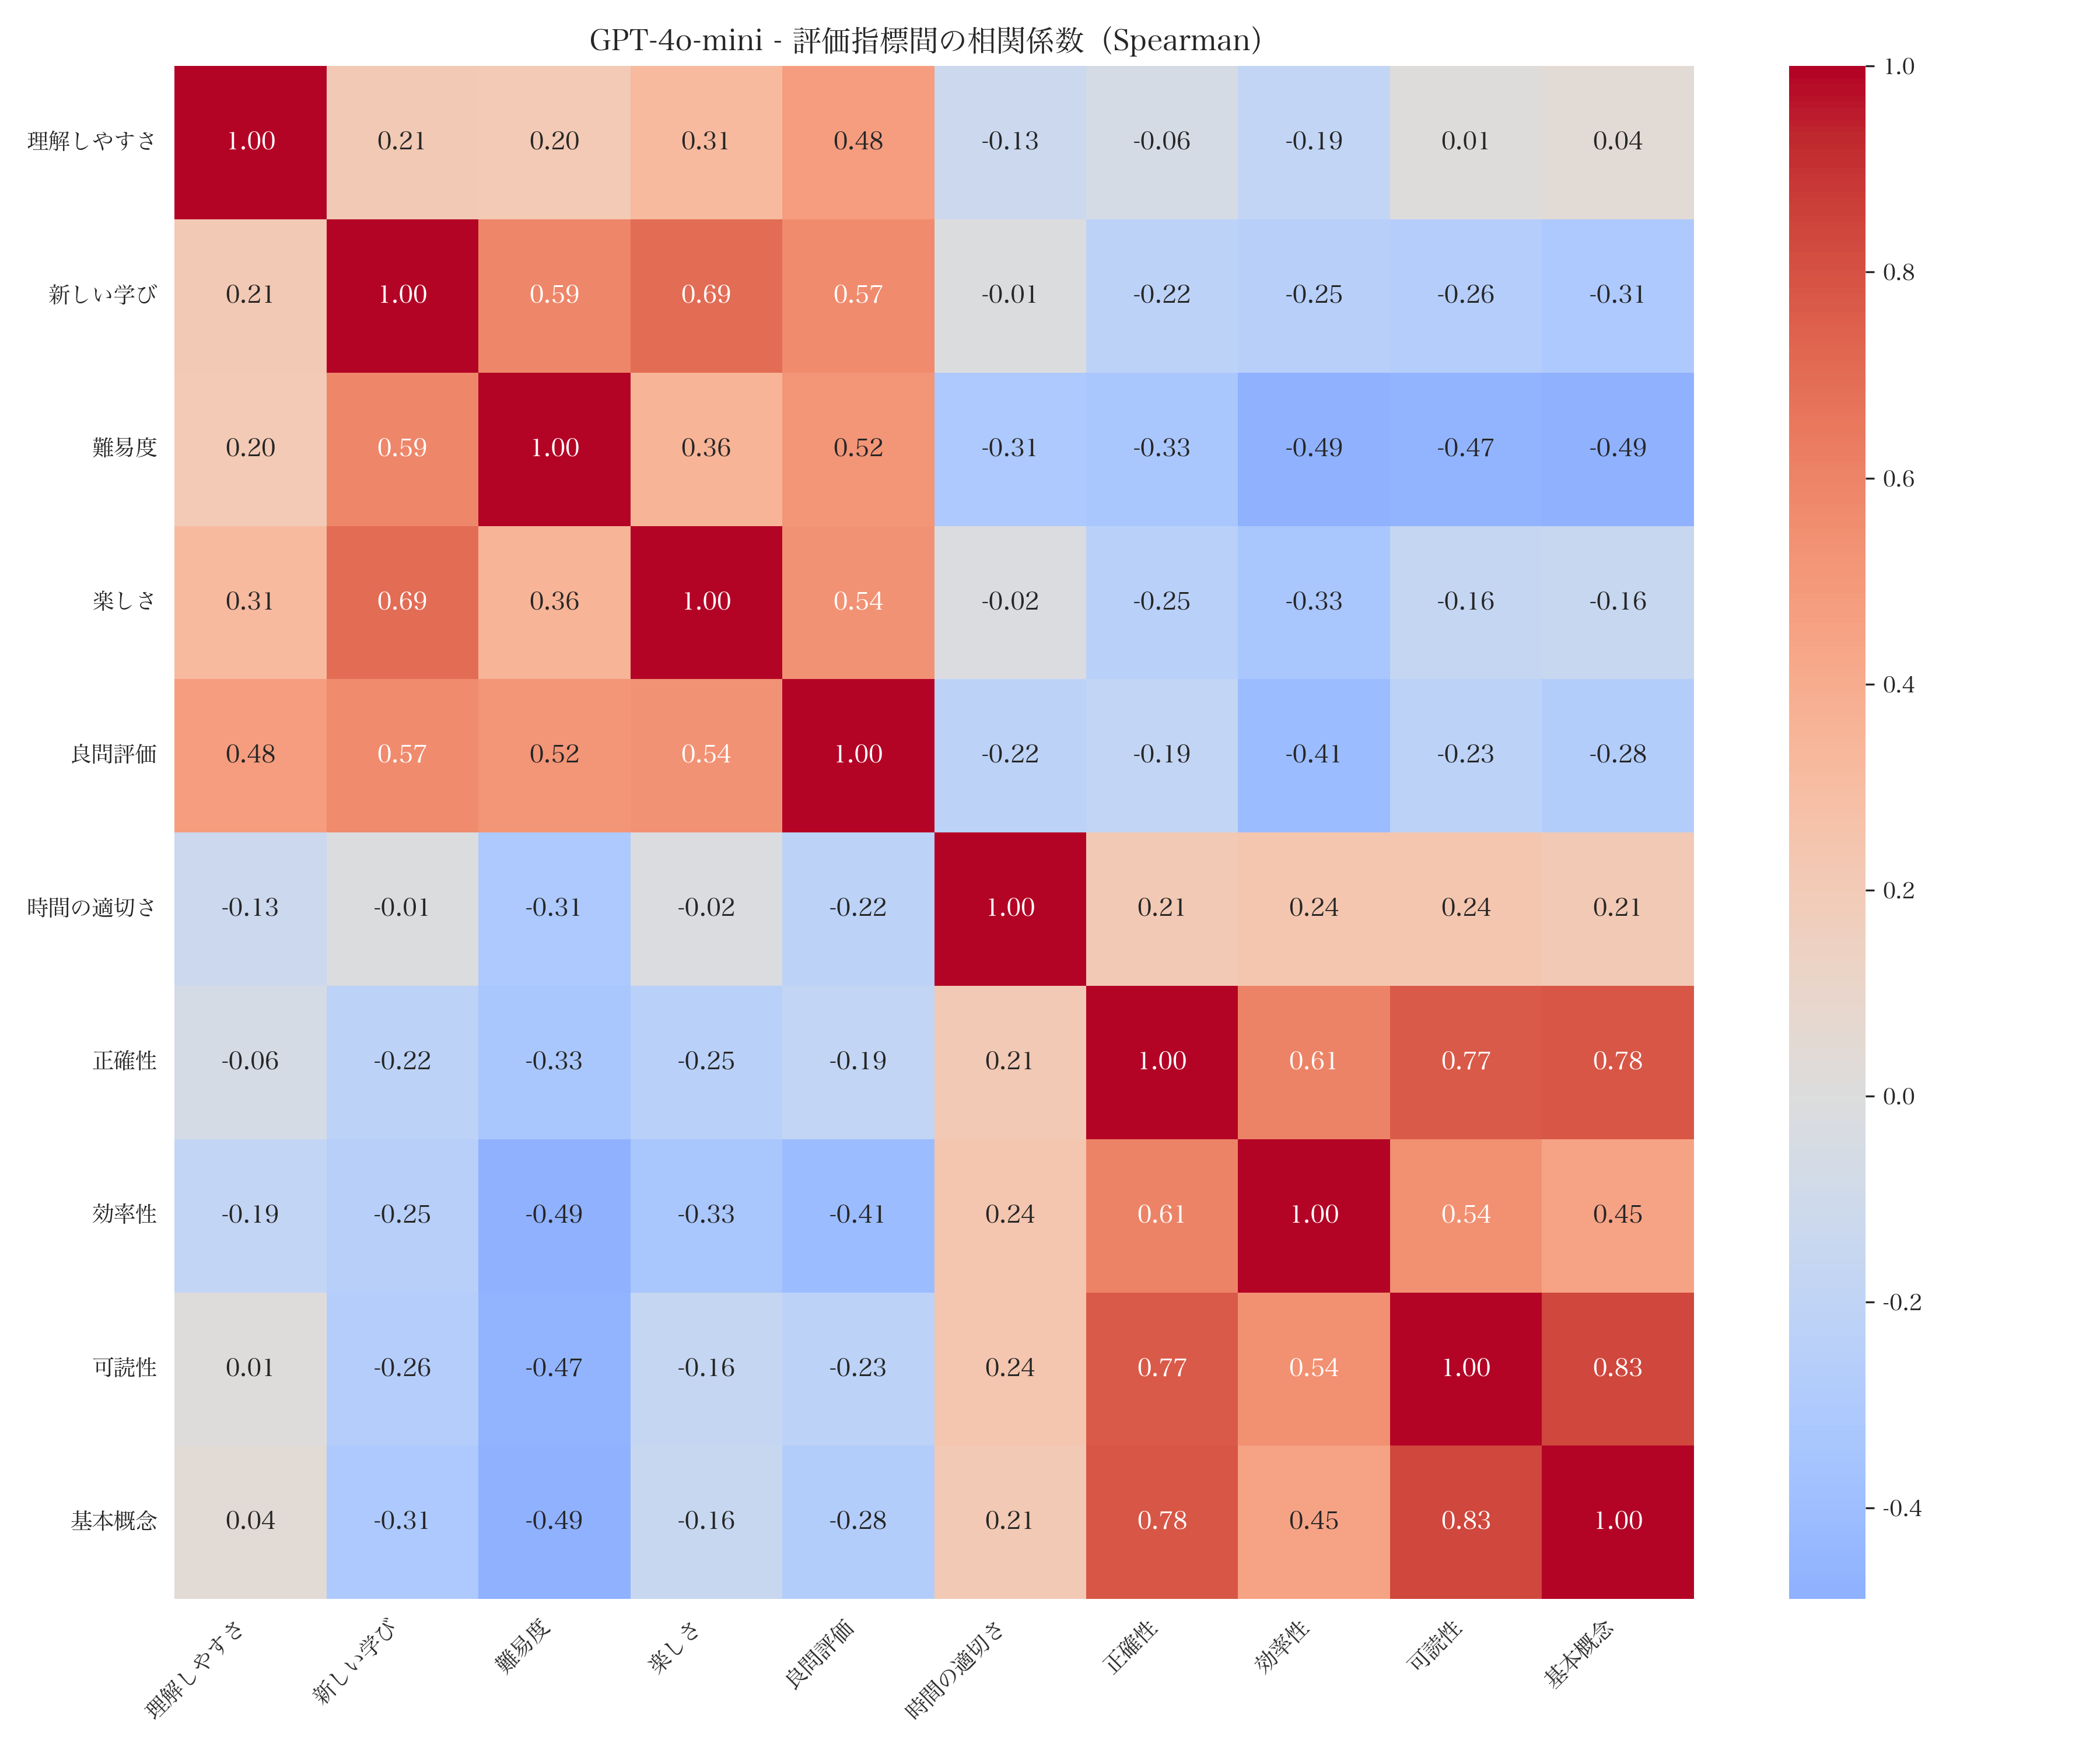 GPT-4o-mini - 評価指標間の相関係数（Spearman）
理解しやすさ 1.00 0.21 0.20 0.31 0.48 -0.13 -0.06 -0.19 0.01 0.04
新しい学び 0.21 1.00 0.59 0.69 0.57 -0.01 -0.22 -0.25 -0.26 -0.31
難易度 0.20 0.59 1.00 0.36 0.52 -0.31 -0.33 -0.49 -0.47 -0.49
楽しさ 0.31 0.69 0.36 1.00 0.54 -0.02 -0.25 -0.33 -0.16 -0.16
良問評価 0.48 0.57 0.52 0.54 1.00 -0.22 -0.19 -0.41 -0.23 -0.28
時間の適切さ -0.13 -0.01 -0.31 -0.02 -0.22 1.00 0.21 0.24 0.24 0.21
正確性 -0.06 -0.22 -0.33 -0.25 -0.19 0.21 1.00 0.61 0.77 0.78
効率性 -0.19 -0.25 -0.49 -0.33 -0.41 0.24 0.61 1.00 0.54 0.45
可読性 0.01 -0.26 -0.47 -0.16 -0.23 0.24 0.77 0.54 1.00 0.83
基本概念 0.04 -0.31 -0.49 -0.16 -0.28 0.21 0.78 0.45 0.83 1.00
理解しやすさ 新しい学び 難易度 楽しさ 良問評価 時間の適切さ 正確性 効率性 可読性 基本概念
1.0
0.8
0.6
0.4
0.2
0.0
-0.2
-0.4